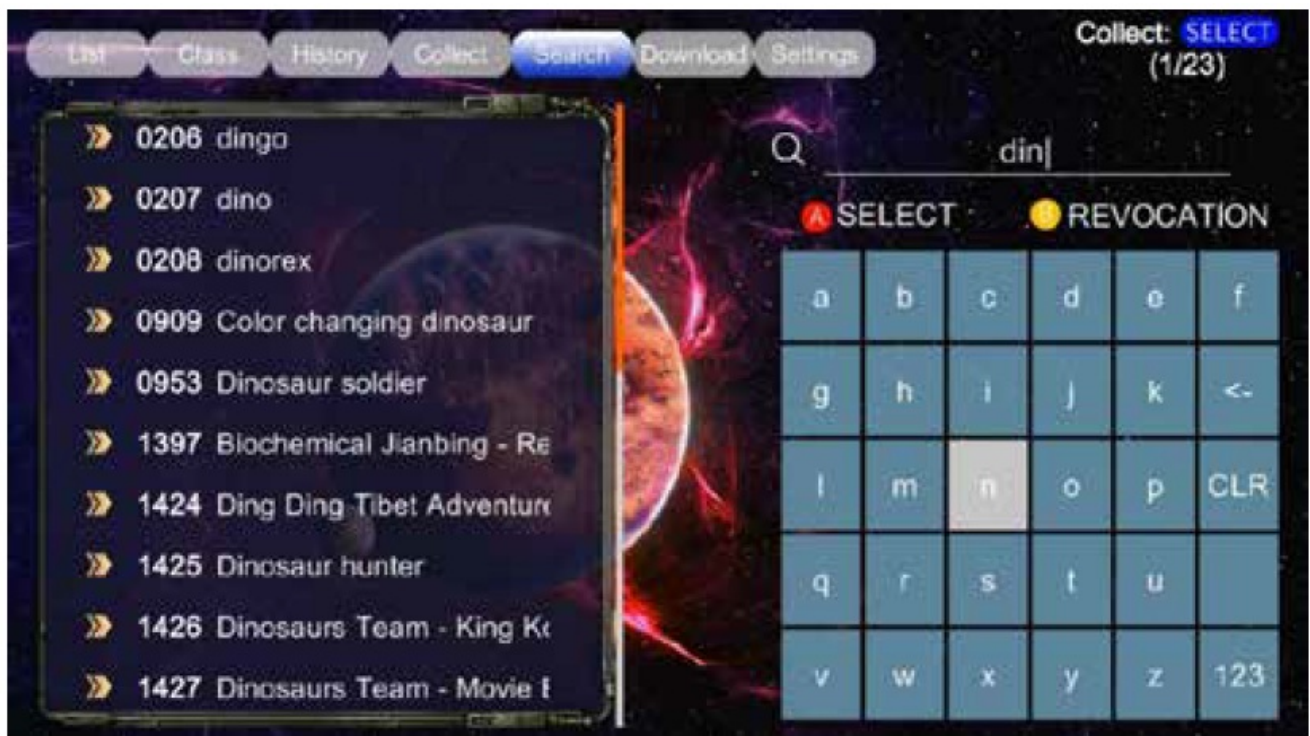 List Class History Collect Search Download Settings
Collect: SELECT
(1/23)
0206 dingo
0207 dino
0208 dinorex
0909 Color changing dinosaur
0953 Dinosaur soldier
1397 Biochemical Jianbing - Re
1424 Ding Ding Tibet Adventure
1425 Dinosaur hunter
1426 Dinosaurs Team - King Ko
1427 Dinosaurs Team - Movie E
din
A SELECT B REVOCATION
a b c d e f
g h i j k <-
l m n o p CLR
q r s t u
v w x y z 123